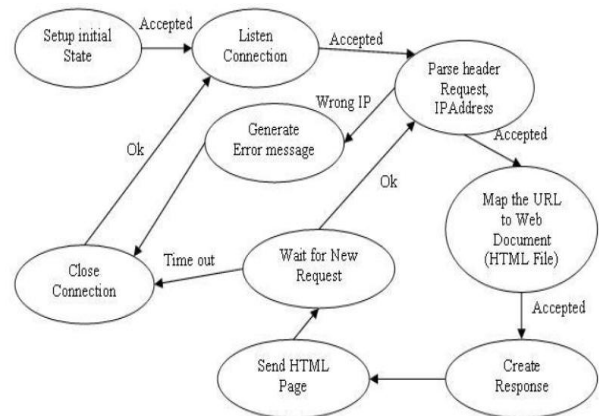 Setup initial
State
Accepted
Listen
Connection
Accepted
Parse header
Request,
IPAddress
Wrong IP
Generate
Error message
Accepted
Ok
Ok
Map the URL
to Web
Document
(HTML File)
Close
Connection
Time out
Wait for New
Request
Accepted
Send HTML
Page
Create
Response